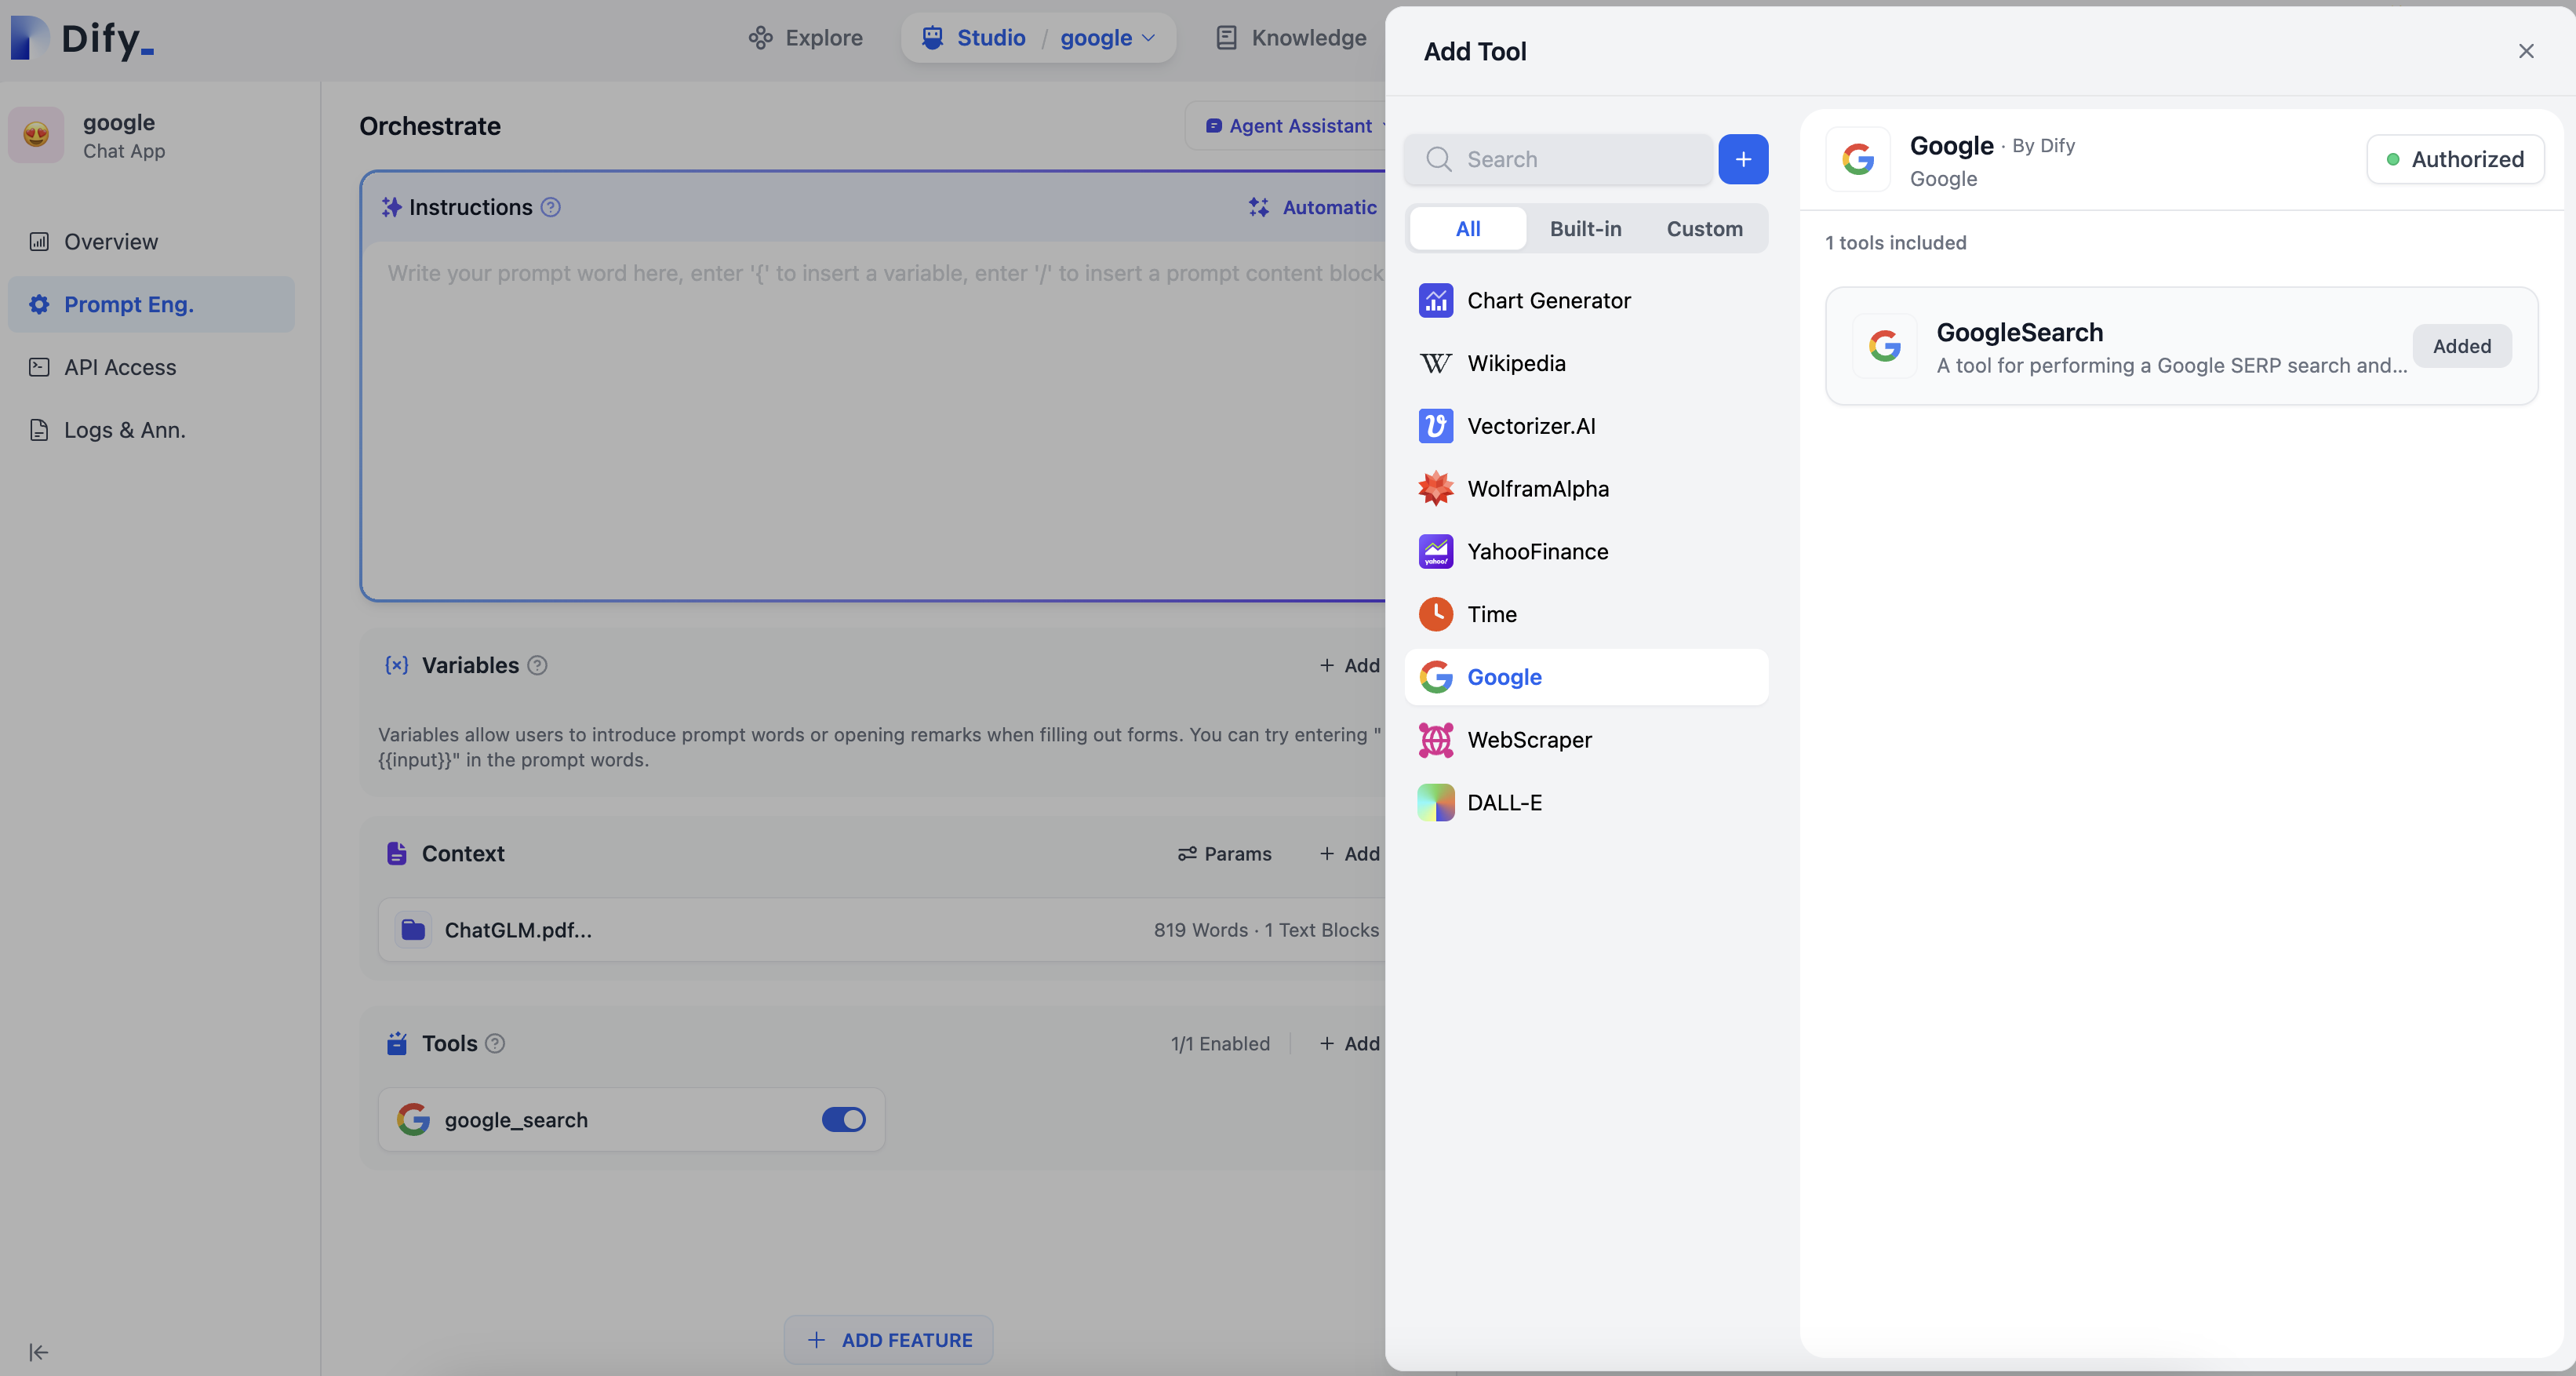 Dify_
Explore
Studio / google
Knowledge
google
Chat App
Overview
Prompt Eng.
API Access
Logs & Ann.
Orchestrate
Agent Assistant
Instructions
Automatic
Write your prompt word here, enter '{' to insert a variable, enter '/' to insert a prompt content block
Variables
+ Add
Variables allow users to introduce prompt words or opening remarks when filling out forms. You can try entering "
{{input}}" in the prompt words.
Context
Params
+ Add
ChatGLM.pdf...
819 Words · 1 Text Blocks
Tools
1/1 Enabled
+ Add
google_search
+ ADD FEATURE
Add Tool
Search
All
Built-in
Custom
Chart Generator
Wikipedia
Vectorizer.AI
WolframAlpha
yahoo!
YahooFinance
Time
Google
WebScraper
DALL-E
Google · By Dify
Google
Authorized
1 tools included
GoogleSearch
A tool for performing a Google SERP search and...
Added